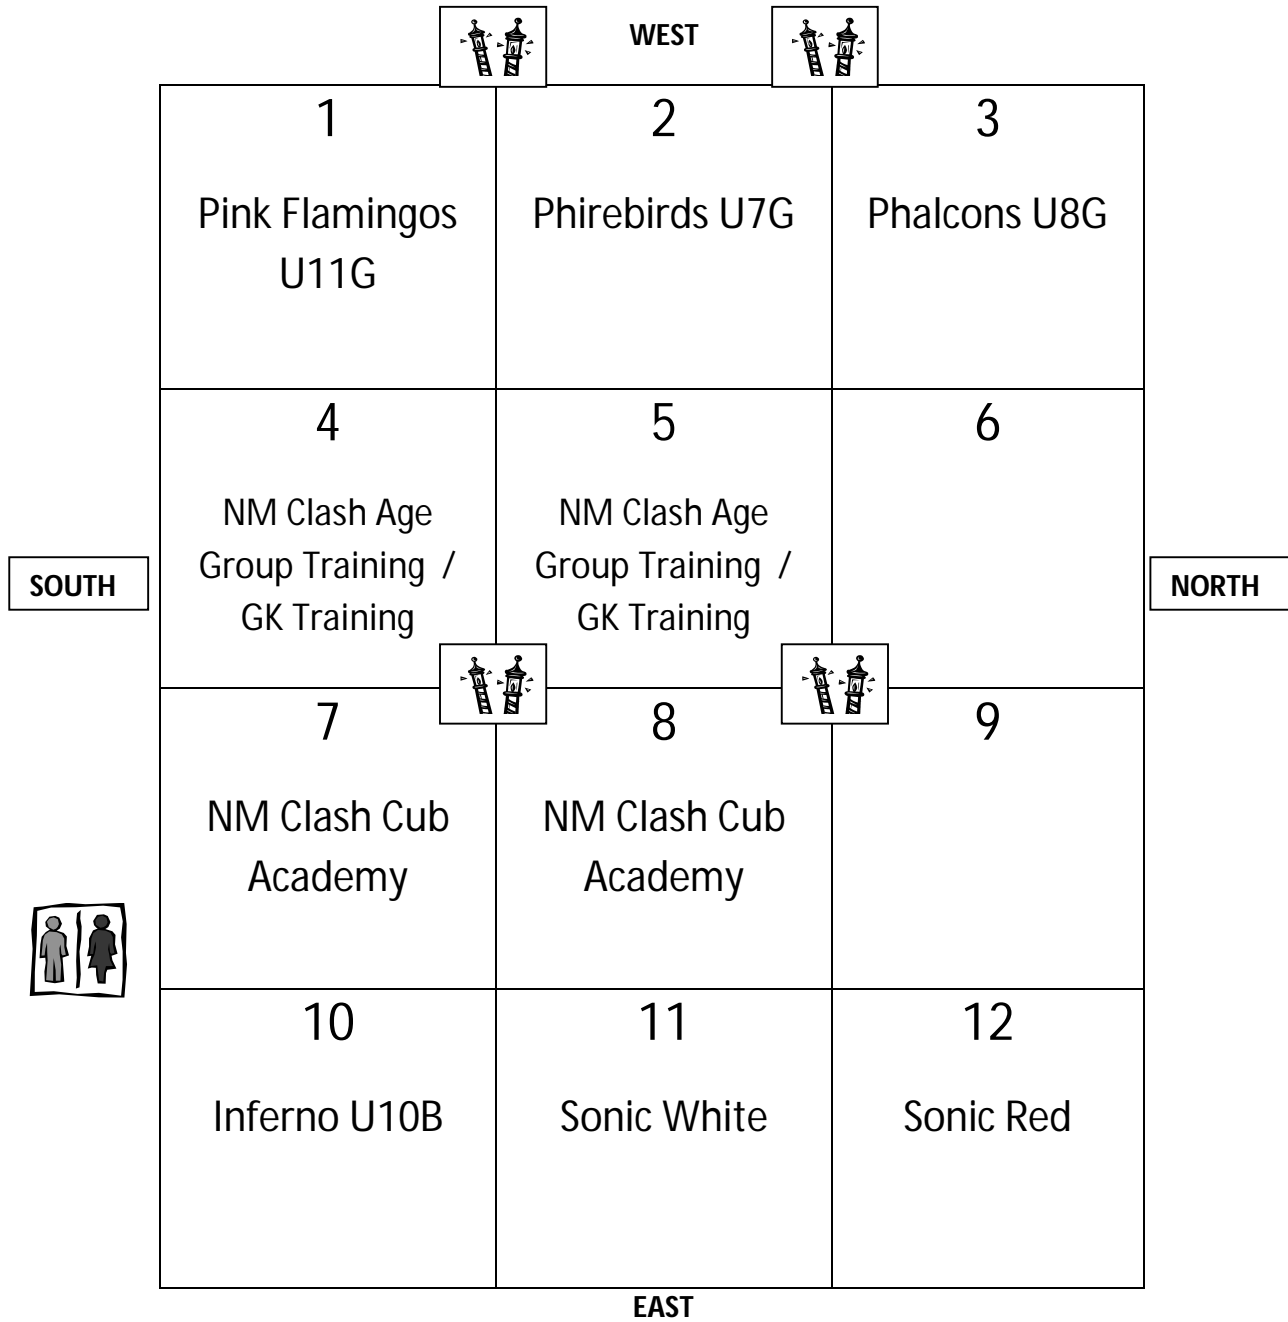 WEST
1
Pink Flamingos
U11G
2
Phirebirds U7G
3
Phalcons U8G
4
NM Clash Age
Group Training /
GK Training
5
NM Clash Age
Group Training /
GK Training
6
SOUTH
NORTH
7
NM Clash Cub
Academy
8
NM Clash Cub
Academy
9
10
Inferno U10B
11
Sonic White
12
Sonic Red
EAST